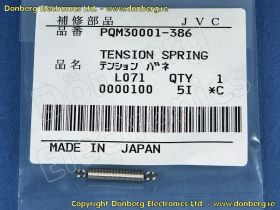 Donberg Electronics Ltd - www.donberg.ie
補修部品 JVC
品番 PQM30001-386
TENSION SPRING
品名 テンション バネ
L071 QTY 1
0000100 5I *C
MADE IN JAPAN
Donberg Electronics Ltd - www.donberg.ie